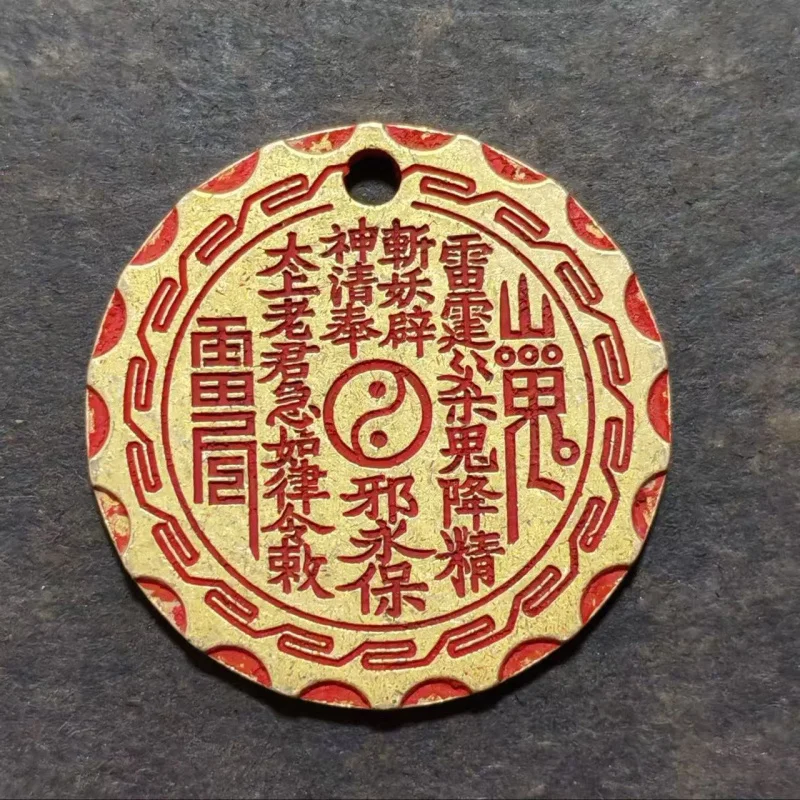 雷霆〻杀鬼降精
斬妖辟
邪永保
神清奉
太上老君急如律令敕